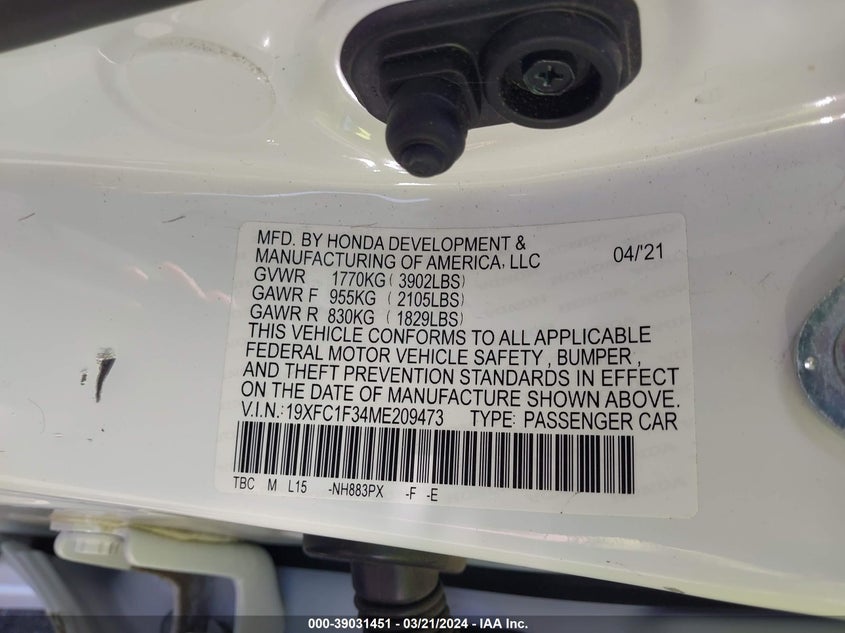 MFD. BY HONDA DEVELOPMENT &
MANUFACTURING OF AMERICA, LLC 04/'21
GVWR 1770KG ( 3902LBS)
GAWR F 955KG ( 2105LBS)
GAWR R 830KG ( 1829LBS)
THIS VEHICLE CONFORMS TO ALL APPLICABLE
FEDERAL MOTOR VEHICLE SAFETY , BUMPER ,
AND THEFT PREVENTION STANDARDS IN EFFECT
ON THE DATE OF MANUFACTURE SHOWN ABOVE.
V.I.N.:19XFC1F34ME209473 TYPE: PASSENGER CAR
TBC M L15 -NH883PX -F -E
000-39031451 - 03/21/2024 - IAA Inc.